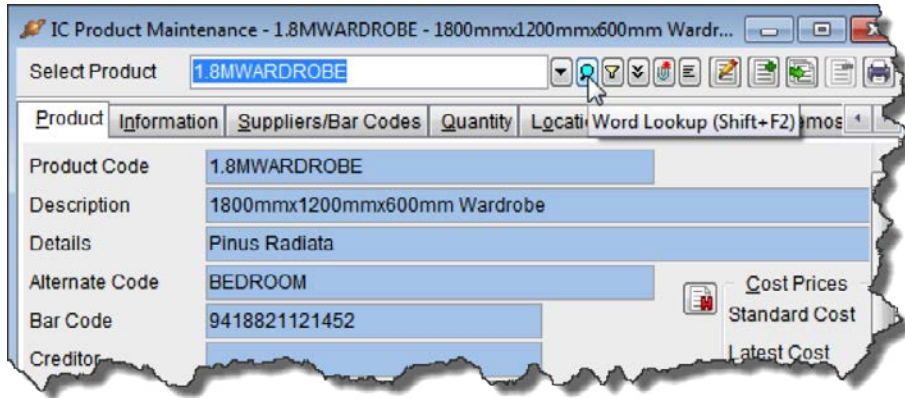 IC Product Maintenance - 1.8MWARDROBE - 1800mmx1200mmx600mm Wardr...
Select Product 1.8MWARDROBE
Product Information Suppliers/Bar Codes Quantity Locati Word Lookup (Shift+F2) mos
Product Code 1.8MWARDROBE
Description 1800mmx1200mmx600mm Wardrobe
Details Pinus Radiata
Alternate Code BEDROOM
Cost Prices
Bar Code 9418821121452
Standard Cost
Creditor
Latest Cost